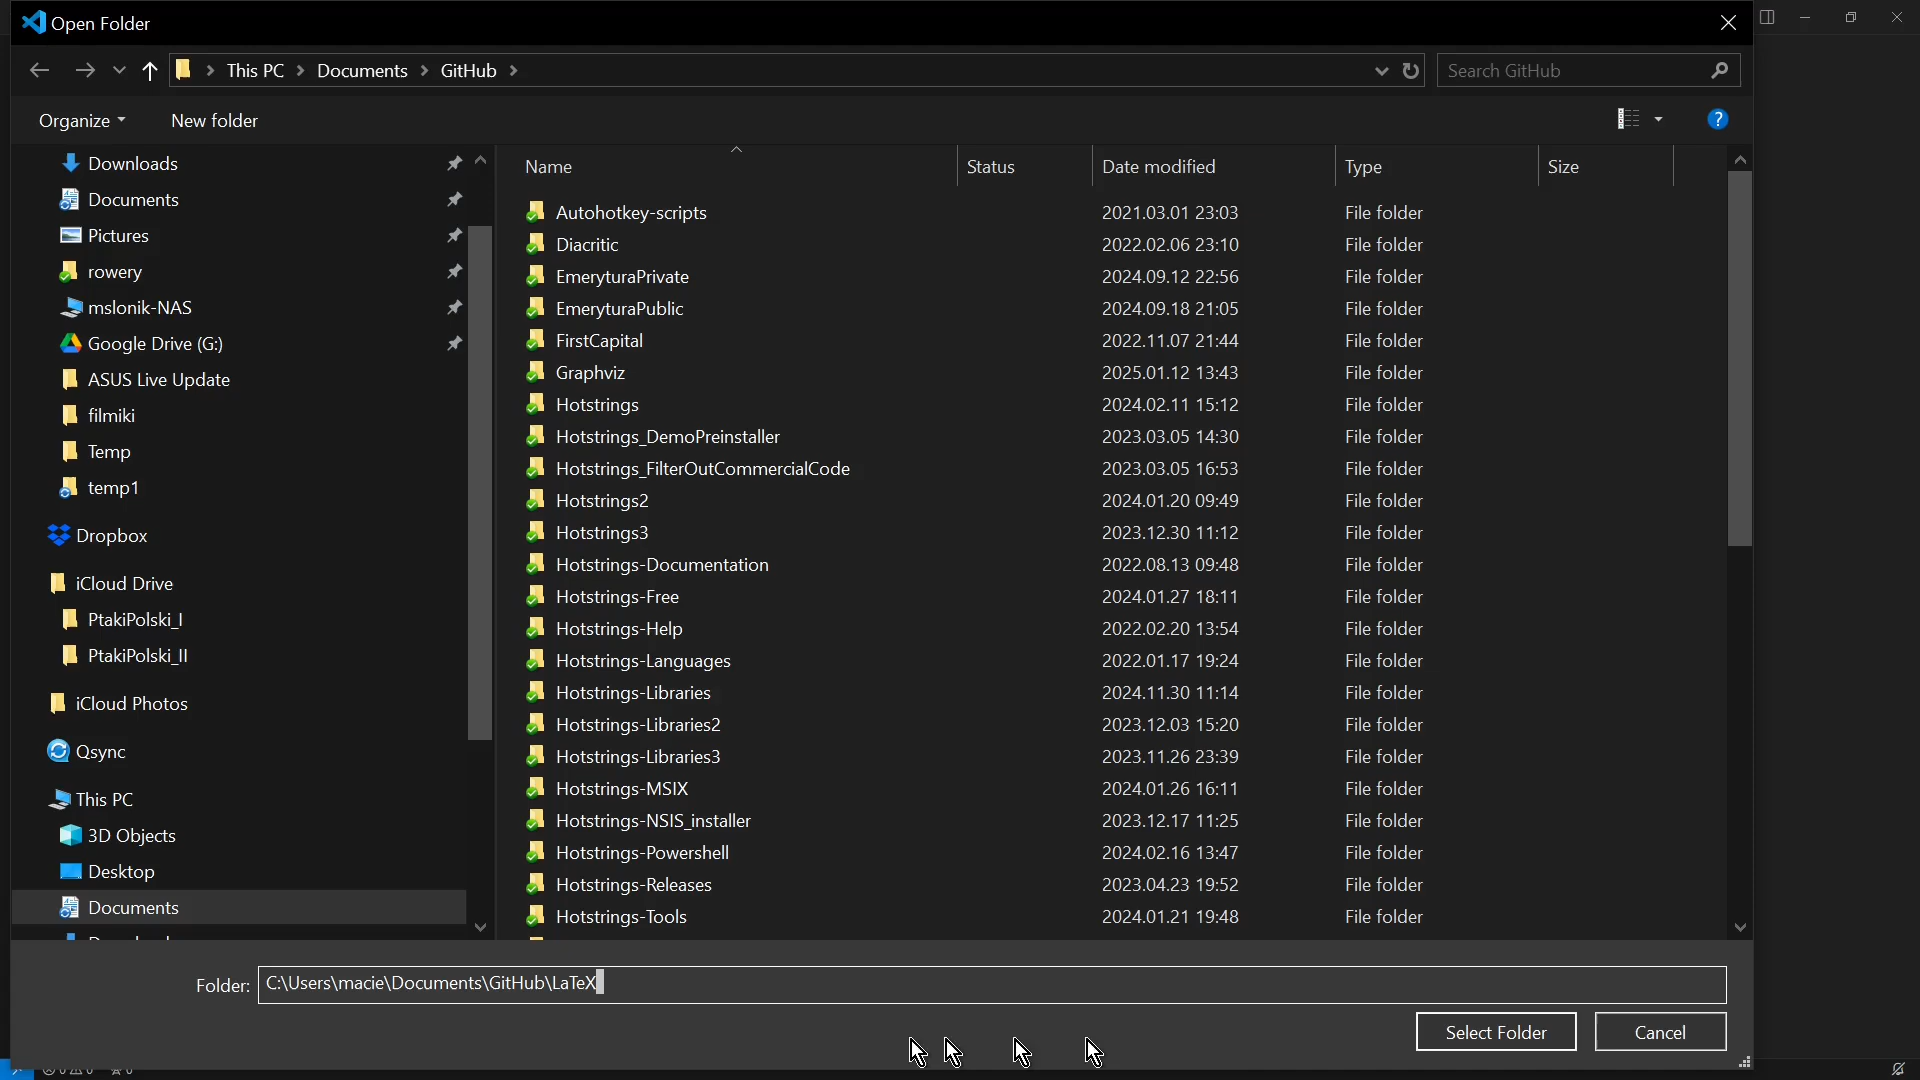 Open Folder
This PC > Documents > GitHub >
Search GitHub
Organize
New folder
Downloads
Documents
Pictures
rowery
mslonik-NAS
Google Drive (G:)
ASUS Live Update
filmiki
Temp
temp1
Dropbox
iCloud Drive
PtakiPolski_I
PtakiPolski_II
iCloud Photos
Qsync
This PC
3D Objects
Desktop
Documents
Name Status Date modified Type Size
Autohotkey-scripts 2021.03.01 23:03 File folder
Diacritic 2022.02.06 23:10 File folder
EmeryturaPrivate 2024.09.12 22:56 File folder
EmeryturaPublic 2024.09.18 21:05 File folder
FirstCapital 2022.11.07 21:44 File folder
Graphviz 2025.01.12 13:43 File folder
Hotstrings 2024.02.11 15:12 File folder
Hotstrings_DemoPreinstaller 2023.03.05 14:30 File folder
Hotstrings_FilterOutCommercialCode 2023.03.05 16:53 File folder
Hotstrings2 2024.01.20 09:49 File folder
Hotstrings3 2023.12.30 11:12 File folder
Hotstrings-Documentation 2022.08.13 09:48 File folder
Hotstrings-Free 2024.01.27 18:11 File folder
Hotstrings-Help 2022.02.20 13:54 File folder
Hotstrings-Languages 2022.01.17 19:24 File folder
Hotstrings-Libraries 2024.11.30 11:14 File folder
Hotstrings-Libraries2 2023.12.03 15:20 File folder
Hotstrings-Libraries3 2023.11.26 23:39 File folder
Hotstrings-MSIX 2024.01.26 16:11 File folder
Hotstrings-NSIS_installer 2023.12.17 11:25 File folder
Hotstrings-Powershell 2024.02.16 13:47 File folder
Hotstrings-Releases 2023.04.23 19:52 File folder
Hotstrings-Tools 2024.01.21 19:48 File folder
Folder: C:\Users\macie\Documents\GitHub\LaTeX
Select Folder
Cancel